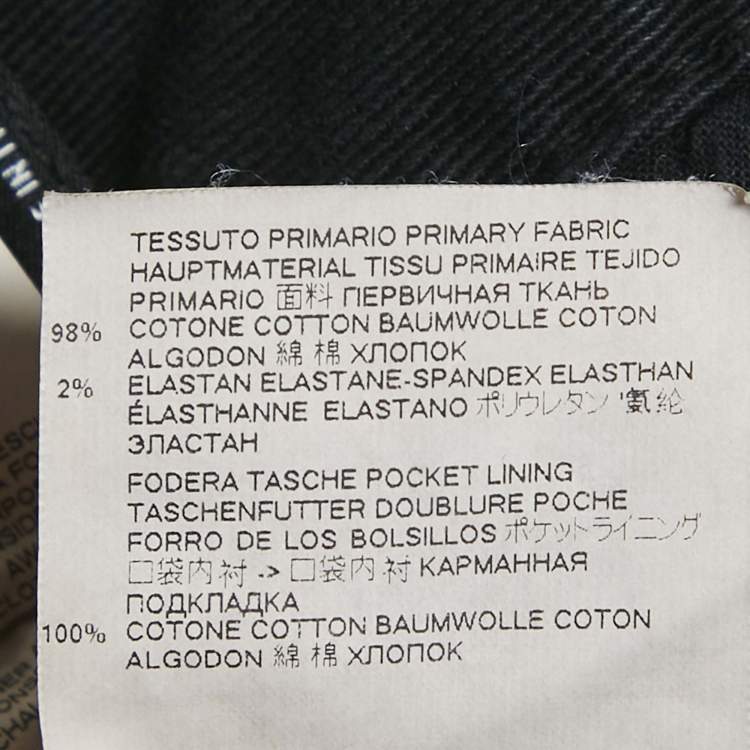 TESSUTO PRIMARIO PRIMARY FABRIC
HAUPTMATERIAL TISSU PRIMAIRE TEJIDO
PRIMARIO 面料 ПЕРВИЧНАЯ ТКАНЬ
98% COTONE COTTON BAUMWOLLE COTON
ALGODON 綿 棉 ХЛОПОК
2% ELASTAN ELASTANE-SPANDEX ELASTHAN
ÉLASTHANNE ELASTANO ポリウレタン '氨纶
ЭЛАСТАН
FODERA TASCHE POCKET LINING
TASCHENFUTTER DOUBLURE POCHE
FORRO DE LOS BOLSILLOS ポケットライニング
口袋内衬 -> 口袋内衬 КАРМАННАЯ
ПОДКЛАДКА
100% COTONE COTTON BAUMWOLLE COTON
ALGODON 綿 棉 ХЛОПОК